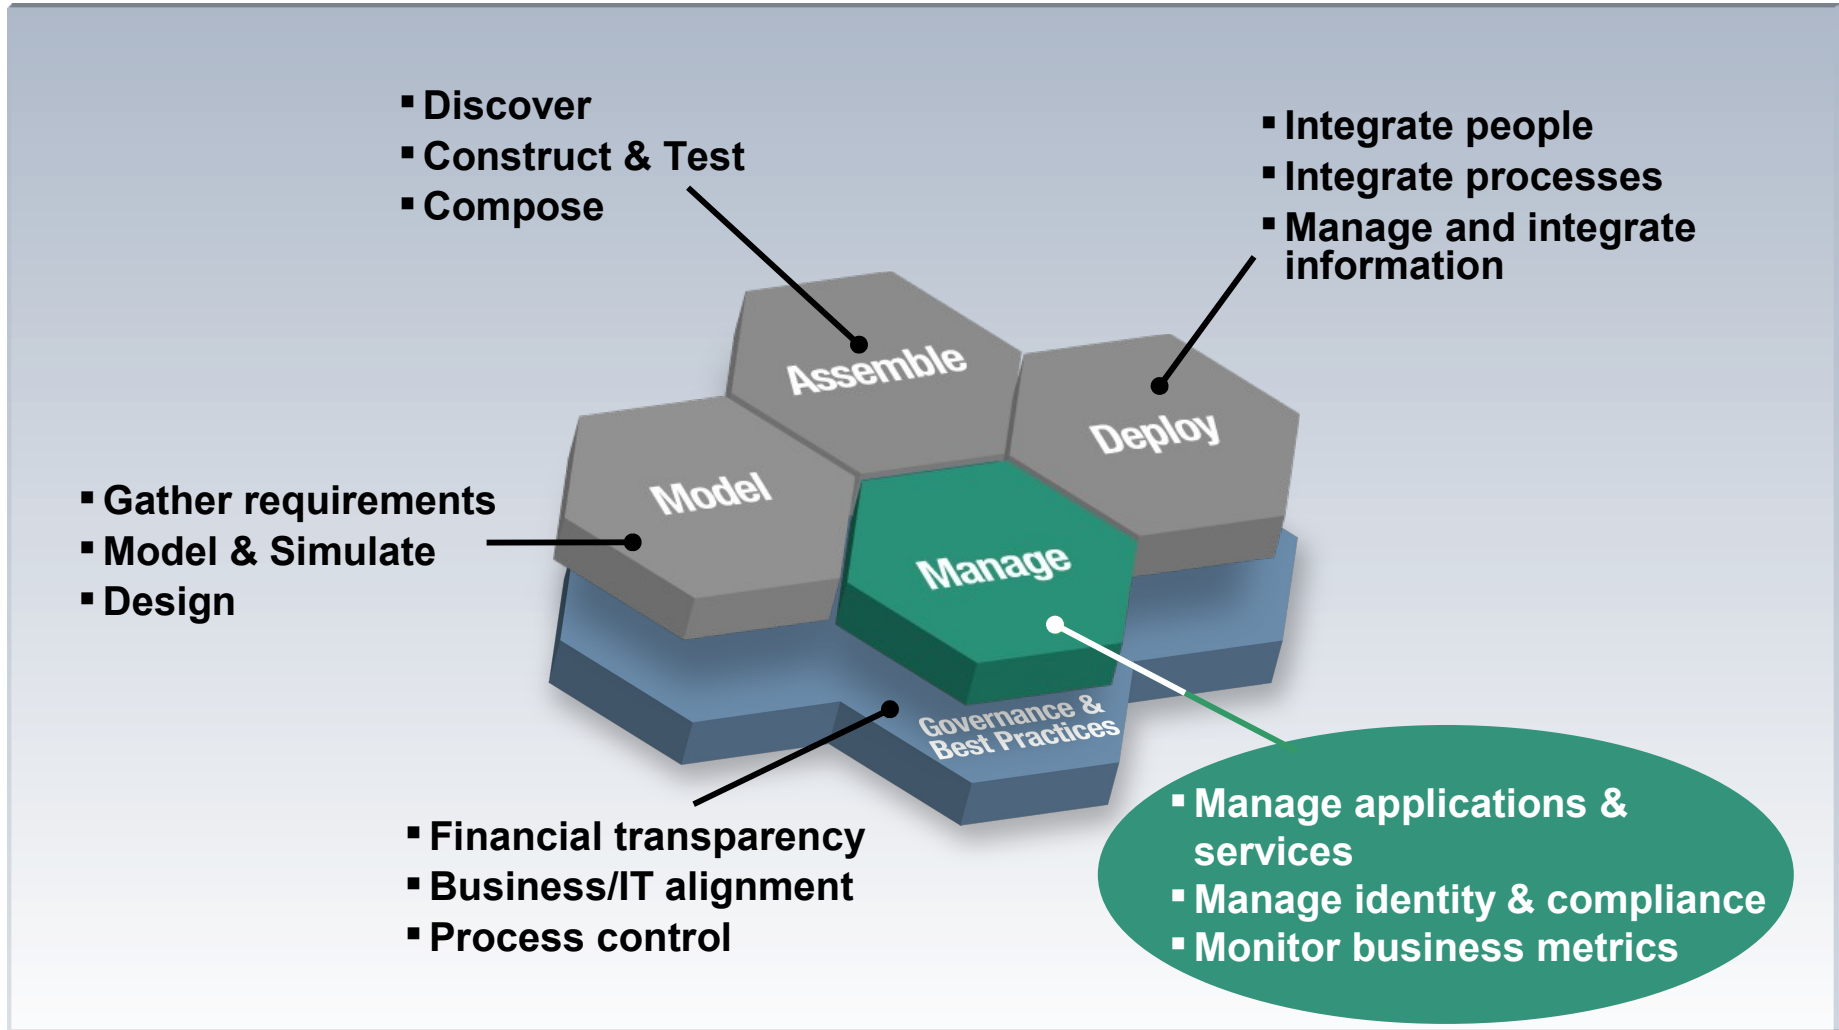 ▪ Discover
▪ Construct & Test
▪ Compose
▪ Integrate people
▪ Integrate processes
▪ Manage and integrate
information
Assemble
Deploy
Model
Manage
▪ Gather requirements
▪ Model & Simulate
▪ Design
Governance &
Best Practices
▪ Financial transparency
▪ Business/IT alignment
▪ Process control
▪ Manage applications &
services
▪ Manage identity & compliance
▪ Monitor business metrics